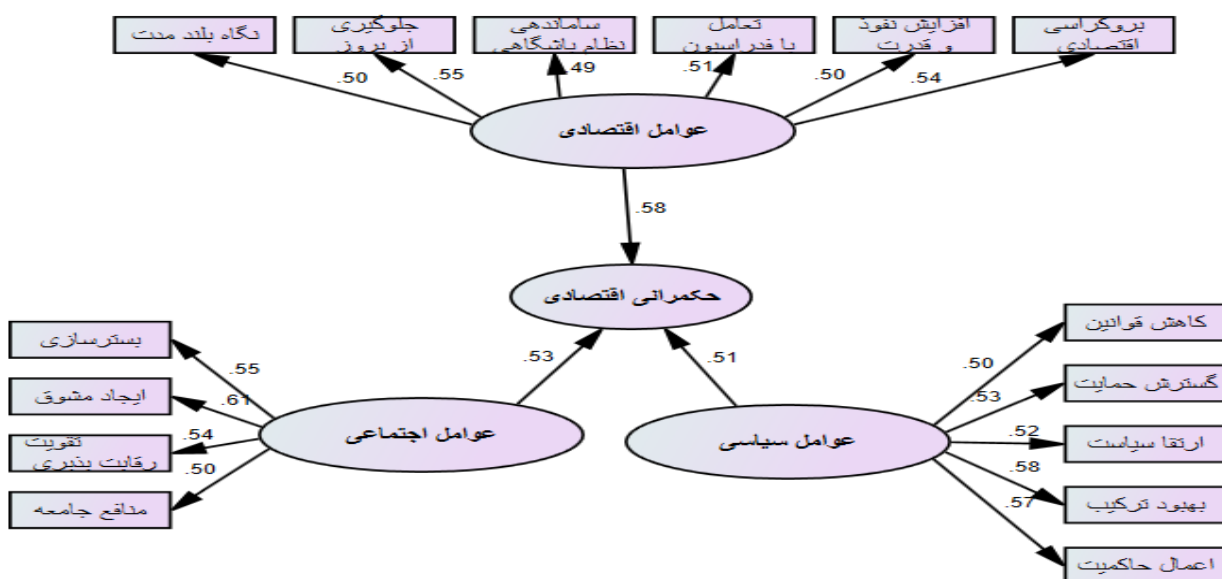 بروکراسی
اقتصادی
افزایش نفوذ
و قدرت
تعامل
با فدراسیون
ساماندهی
نظام باشگاهی
جلوگیری
از بروز
نگاه بلند مدت
.50
.55
.49
.51
.50
.54
عوامل اقتصادی
.58
حکمرانی اقتصادی
.53
.51
کاهش قوانین
گسترش حمایت
ارتقا سیاست
بهبود ترکیب
اعمال حاکمیت
.50
.53
.52
.58
.57
عوامل سیاسی
عوامل اجتماعی
.55
.61
.54
.50
بسترسازی
ایجاد مشوق
تقویت
رقابت پذیری
منافع جامعه